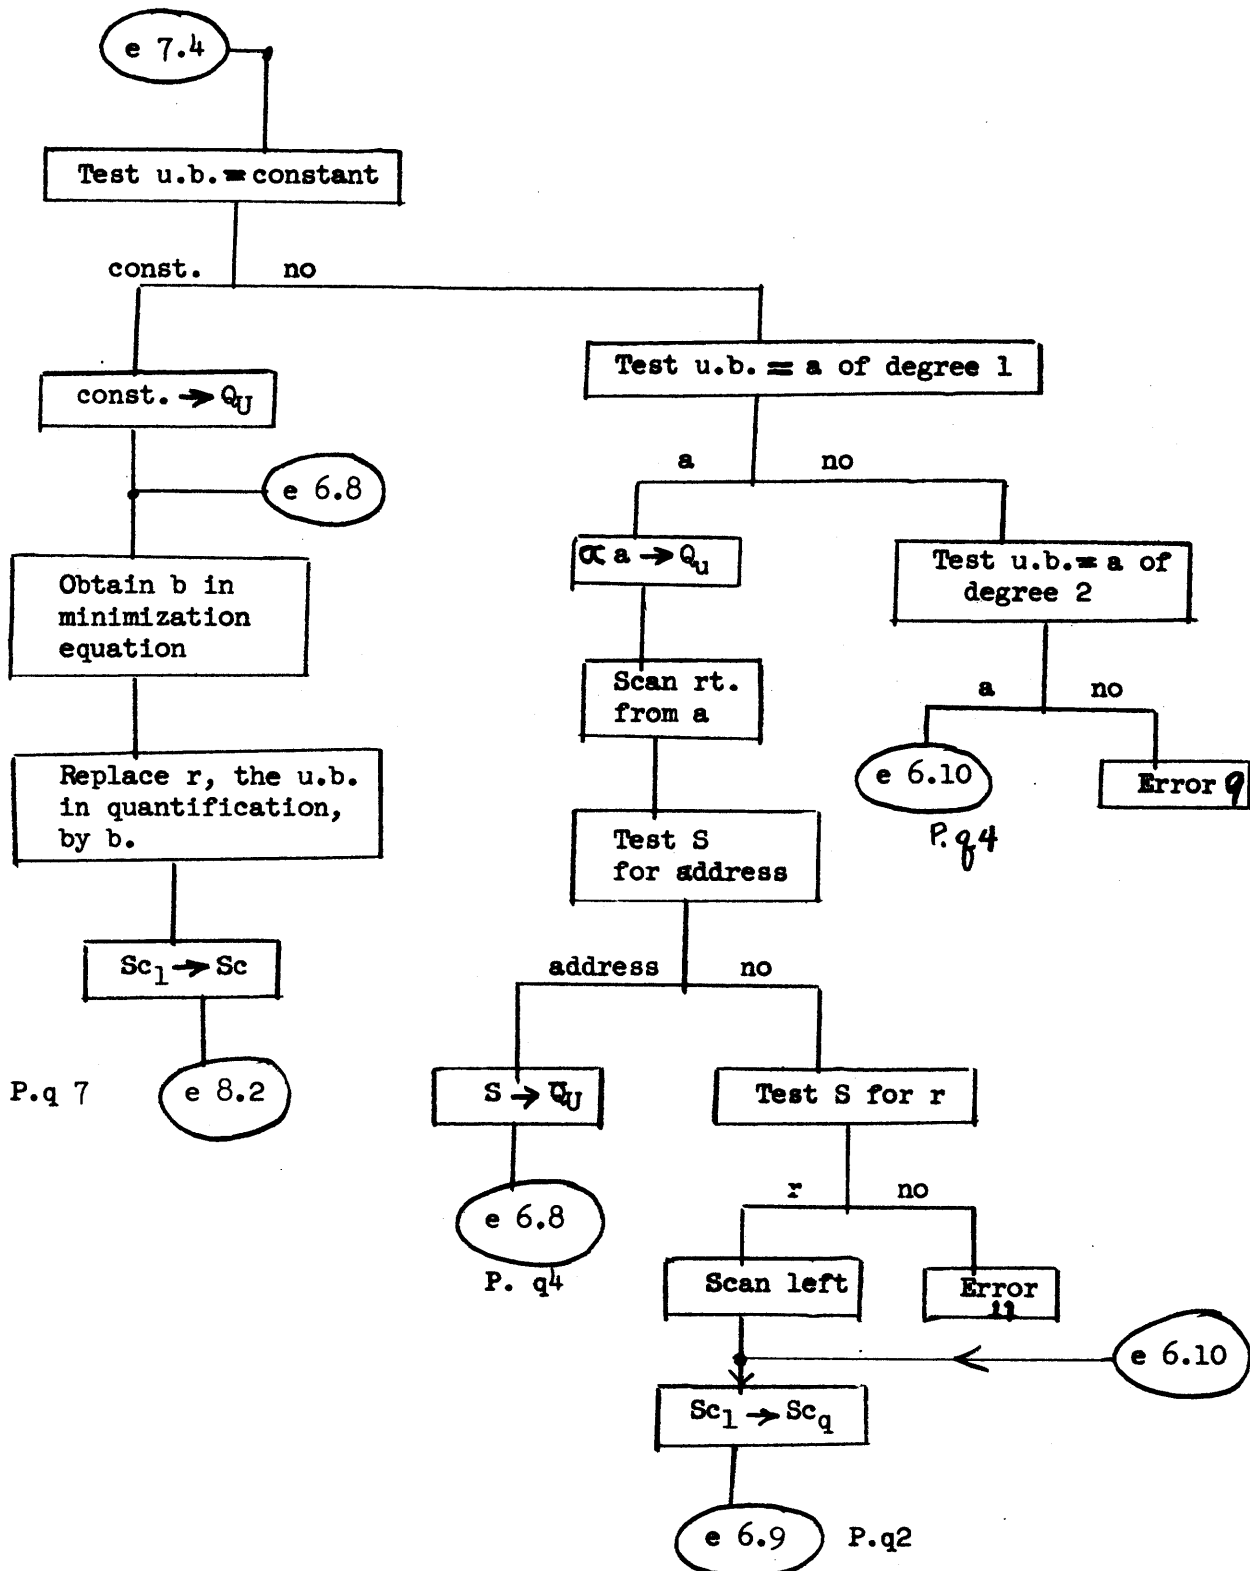 e 7.4
Test u.b. = constant
const. no
const. → Q_U
e 6.8
Obtain b in
minimization
equation
Replace r, the u.b.
in quantification,
by b.
Sc_1 → Sc
P.q 7
e 8.2
Test u.b. = a of degree 1
a no
α a → Q_u
Scan rt.
from a
Test S
for address
address no
S → Q_U
e 6.8
P. q4
Test u.b. = a of
degree 2
a no
e 6.10
P. q4
Error 9
Test S for r
r no
Scan left
Error
11
e 6.10
Sc_1 → Sc_q
e 6.9
P.q2